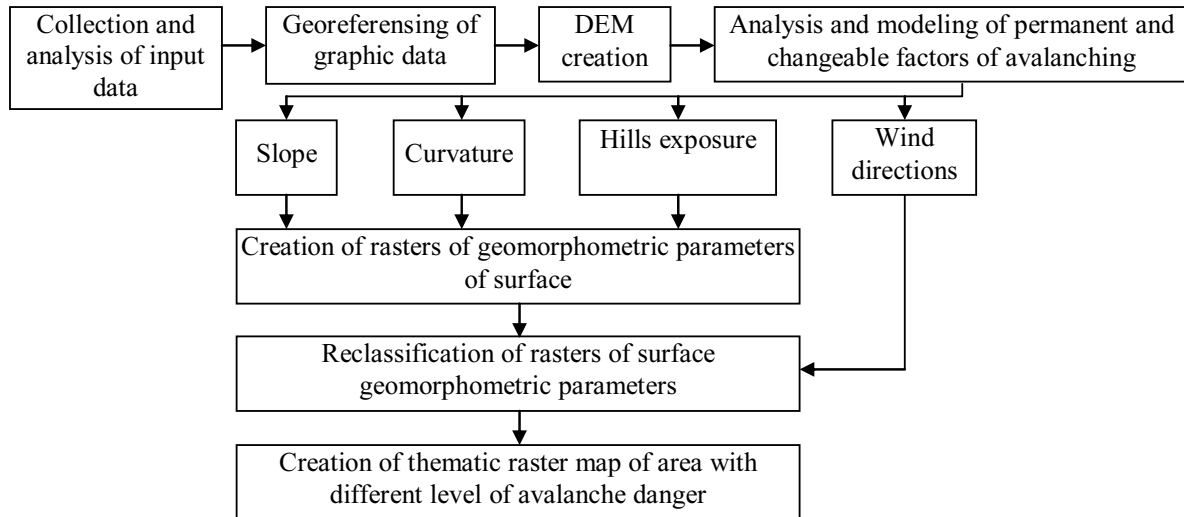 Collection and
analysis of input
data
Georeferensing of
graphic data
DEM
creation
Analysis and modeling of permanent and
changeable factors of avalanching
Slope
Curvature
Hills exposure
Wind
directions
Creation of rasters of geomorphometric parameters
of surface
Reclassification of rasters of surface
geomorphometric parameters
Creation of thematic raster map of area with
different level of avalanche danger